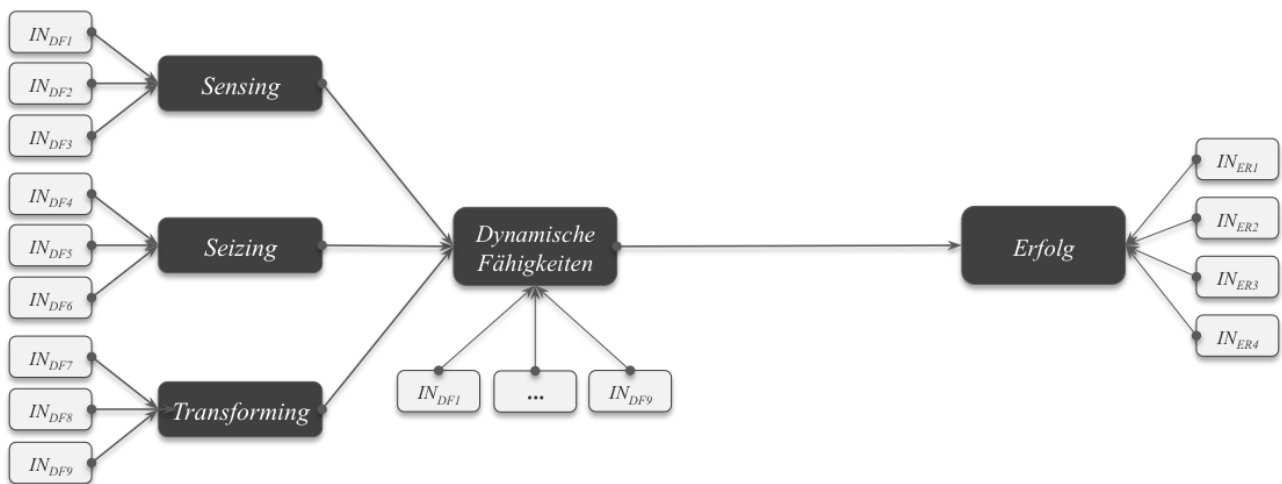 IN_DF1
IN_DF2
IN_DF3
Sensing
IN_DF4
IN_DF5
IN_DF6
Seizing
IN_DF7
IN_DF8
IN_DF9
Transforming
Dynamische
Fähigkeiten
IN_DF1
...
IN_DF9
Erfolg
IN_ER1
IN_ER2
IN_ER3
IN_ER4